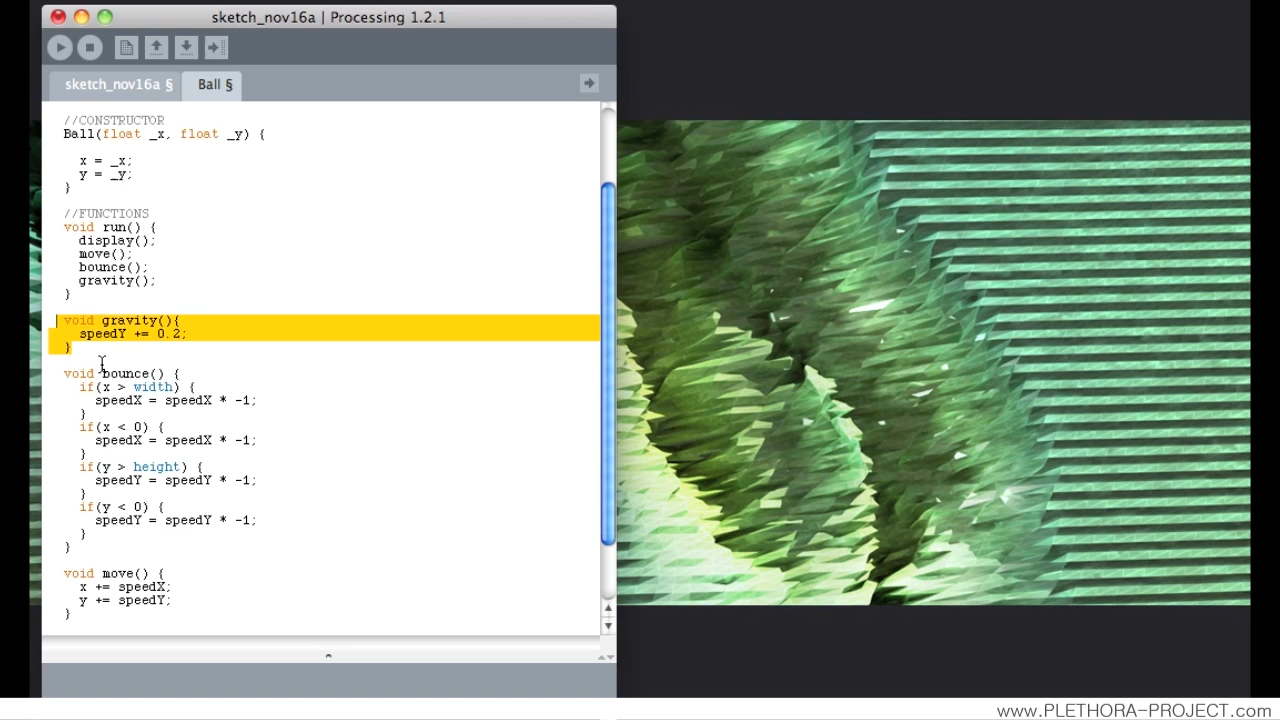 sketch_nov16a | Processing 1.2.1
sketch_nov16a § Ball §
//CONSTRUCTOR
Ball(float _x, float _y) {
x = _x;
y = _y;
}
//FUNCTIONS
void run() {
display();
move();
bounce();
gravity();
}
void gravity(){
speedY += 0.2;
}
void bounce() {
if(x > width) {
speedX = speedX * -1;
}
if(x < 0) {
speedX = speedX * -1;
}
if(y > height) {
speedY = speedY * -1;
}
if(y < 0) {
speedY = speedY * -1;
}
}
void move() {
x += speedX;
y += speedY;
}
www.PLETHORA-PROJECT.com